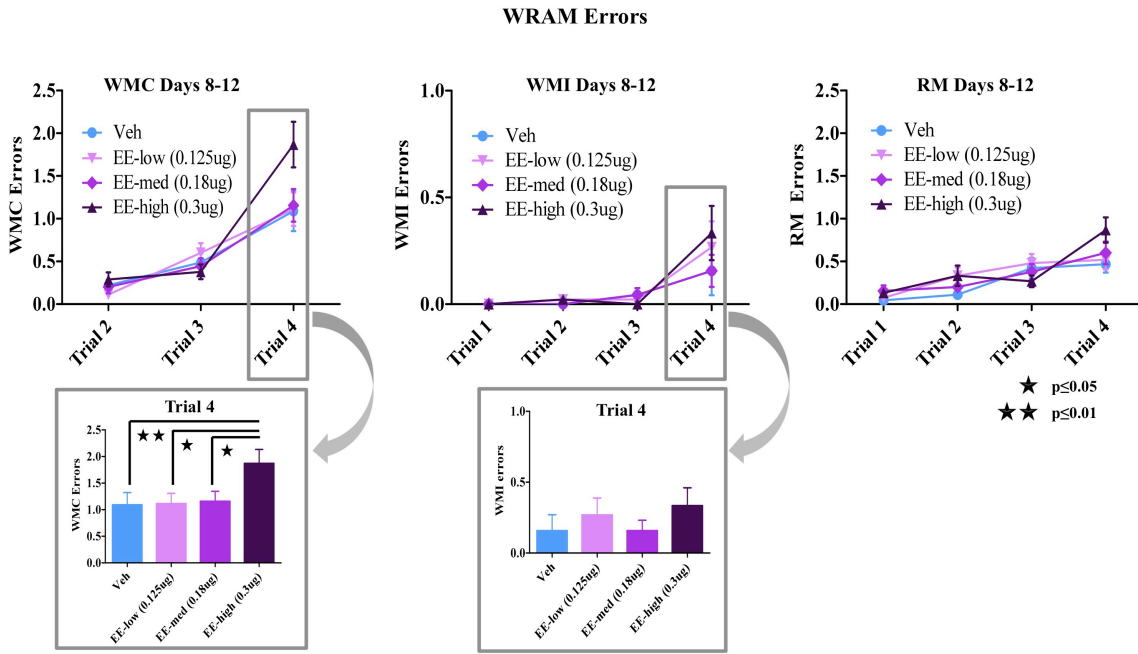 WRAM Errors
WMC Days 8-12
2.5
2.0
1.5
1.0
0.5
0.0
WMC Errors
Veh
EE-low (0.125ug)
EE-med (0.18ug)
EE-high (0.3ug)
Trial 2
Trial 3
Trial 4
WMI Days 8-12
1.0
0.5
0.0
WMI Errors
Veh
EE-low (0.125ug)
EE-med (0.18ug)
EE-high (0.3ug)
Trial 1
Trial 2
Trial 3
Trial 4
RM Days 8-12
2.5
2.0
1.5
1.0
0.5
0.0
RM Errors
Veh
EE-low (0.125ug)
EE-med (0.18ug)
EE-high (0.3ug)
Trial 1
Trial 2
Trial 3
Trial 4
★ p≤0.05
★★ p≤0.01
Trial 4
2.5
2.0
1.5
1.0
0.5
0.0
WMC Errors
★★
★
★
Veh
EE-low (0.125ug)
EE-med (0.18ug)
EE-high (0.3ug)
Trial 4
1.0
0.5
0.0
WMI errors
Veh
EE-low (0.125ug)
EE-med (0.18ug)
EE-high (0.3ug)